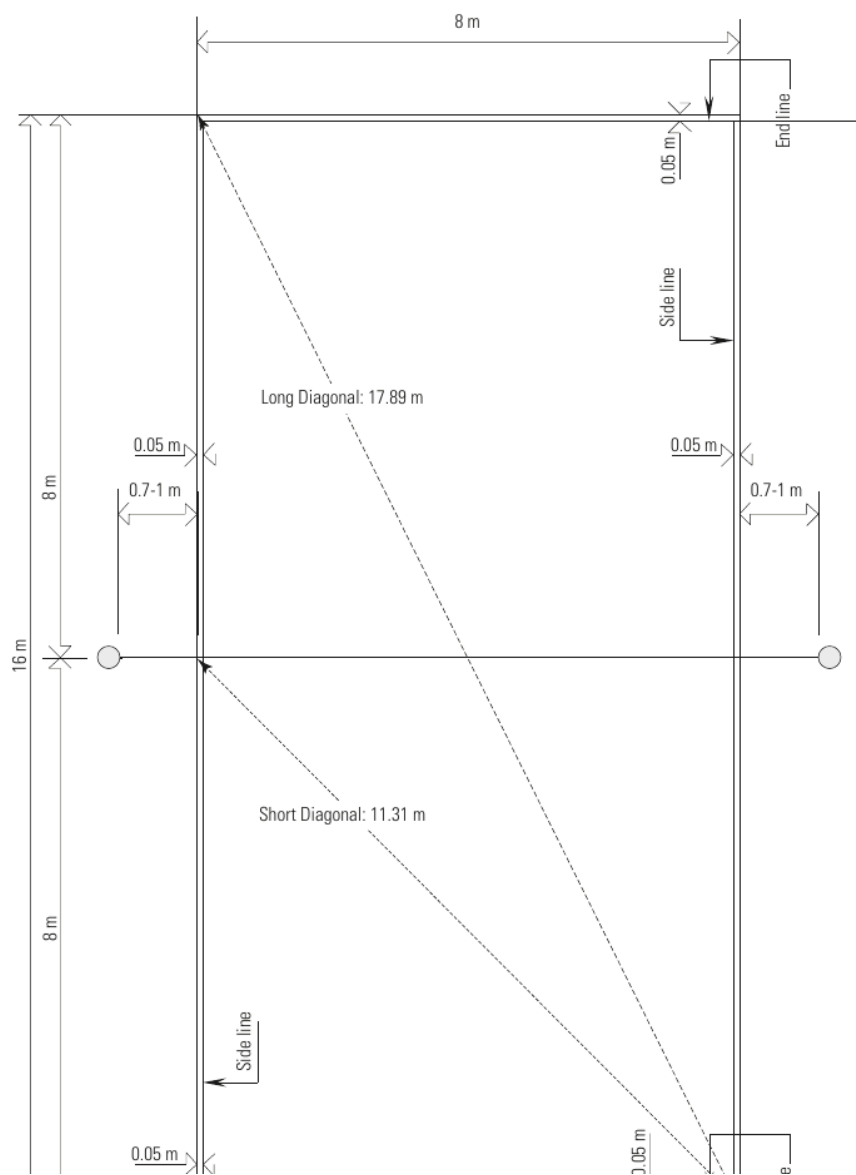 8 m
End line
0.05 m
Side line
Long Diagonal: 17.89 m
0.05 m
0.05 m
8 m
0.7-1 m
0.7-1 m
16 m
Short Diagonal: 11.31 m
8 m
Side line
0.05 m
0.05 m